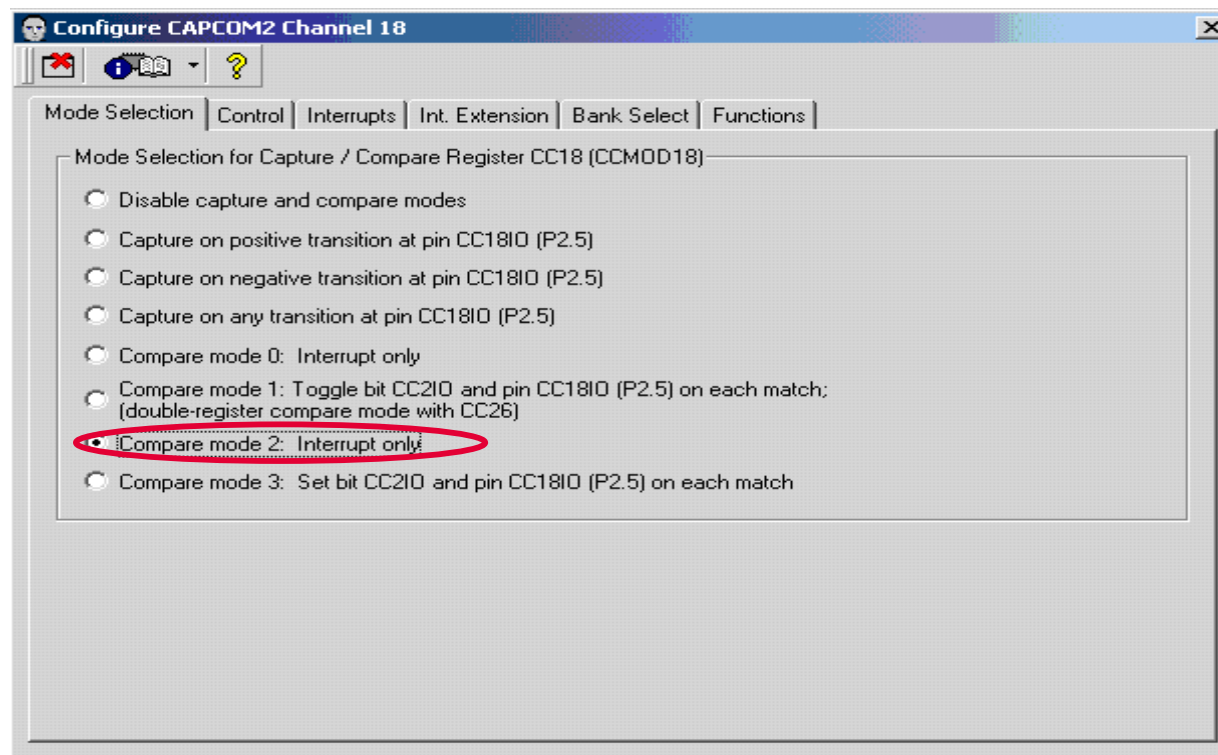 Configure CAPCOM2 Channel 18
Mode Selection Control Interrupts Int. Extension Bank Select Functions
Mode Selection for Capture / Compare Register CC18 (CCMOD18)
Disable capture and compare modes
Capture on positive transition at pin CC18IO (P2.5)
Capture on negative transition at pin CC18IO (P2.5)
Capture on any transition at pin CC18IO (P2.5)
Compare mode 0: Interrupt only
Compare mode 1: Toggle bit CC2IO and pin CC18IO (P2.5) on each match;
(double-register compare mode with CC26)
Compare mode 2: Interrupt only
Compare mode 3: Set bit CC2IO and pin CC18IO (P2.5) on each match